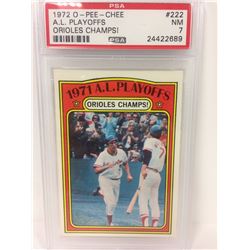 PSA
1972 O-PEE-CHEE #222
A.L. PLAYOFFS NM
ORIOLES CHAMPS! 7
24422689
1971 A.L. PLAYOFFS
ORIOLES CHAMPS!